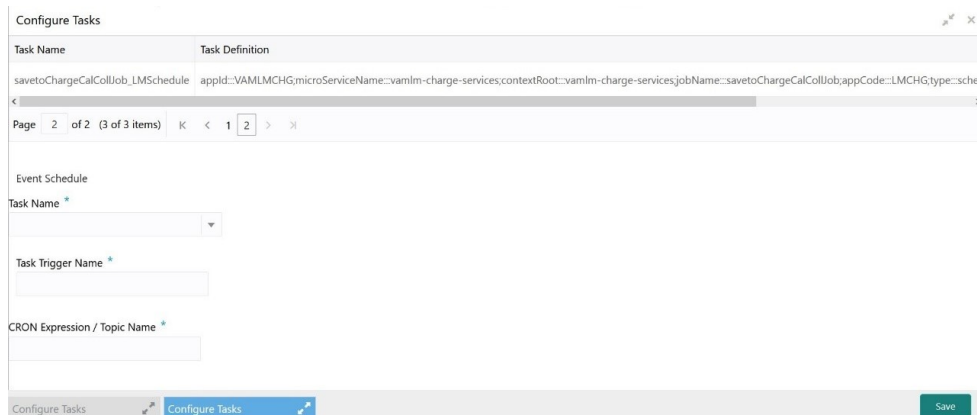 Configure Tasks
Task Name Task Definition
savetoChargeCalCollJob_LMSchedule appId:::VAMLMCHG;microServiceName:::vamlm-charge-services;contextRoot:::vamlm-charge-services;jobName:::savetoChargeCalCollJob;appCode:::LMCHG;type:::sche
Page 2 of 2 (3 of 3 items) 1 2
Event Schedule
Task Name *
Task Trigger Name *
CRON Expression / Topic Name *
Configure Tasks Configure Tasks Save